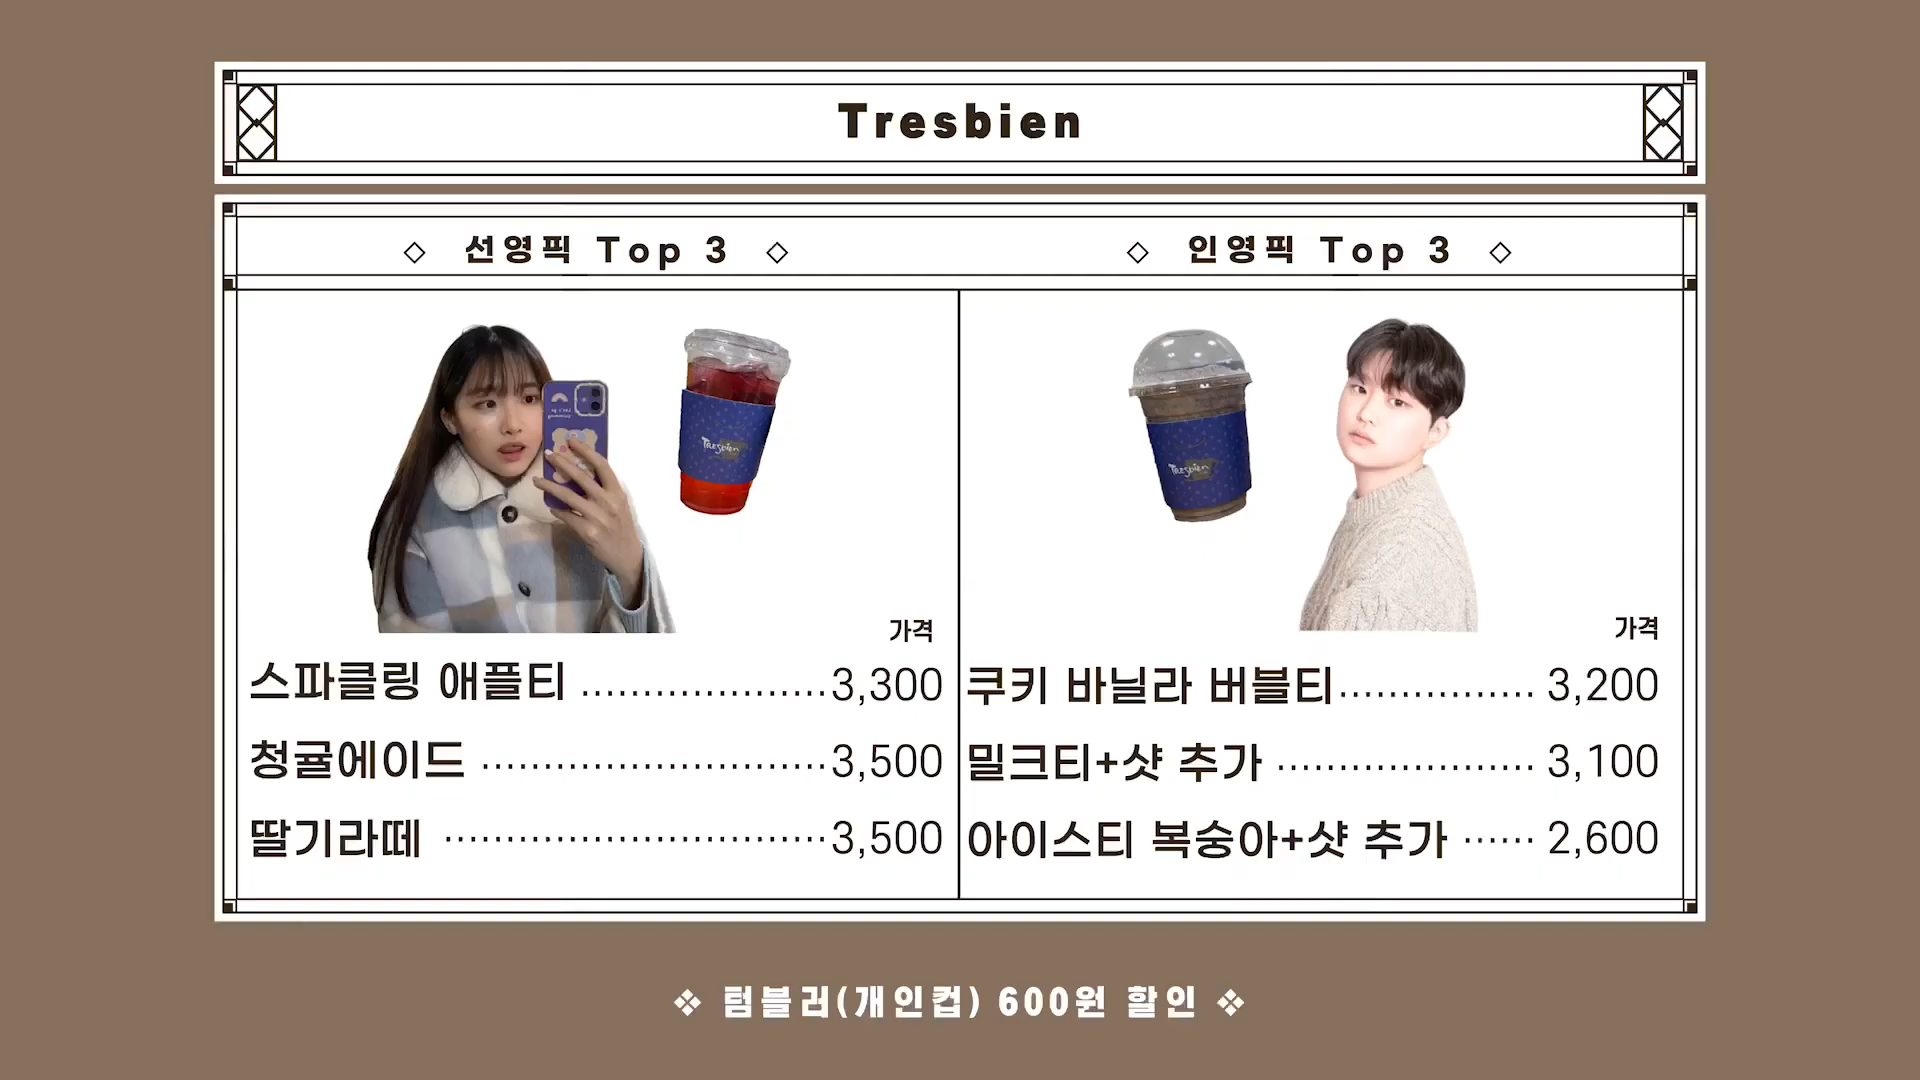 Tresbien
◇ 선영픽 Top 3 ◇
TRESbien
가격
스파클링 애플티 ....................3,300
청귤에이드 ............................3,500
딸기라떼 ...............................3,500
◇ 인영픽 Top 3 ◇
TRESbien
가격
쿠키 바닐라 버블티................ 3,200
밀크티+샷 추가 ..................... 3,100
아이스티 복숭아+샷 추가 ...... 2,600
❖ 텀블러(개인컵) 600원 할인 ❖